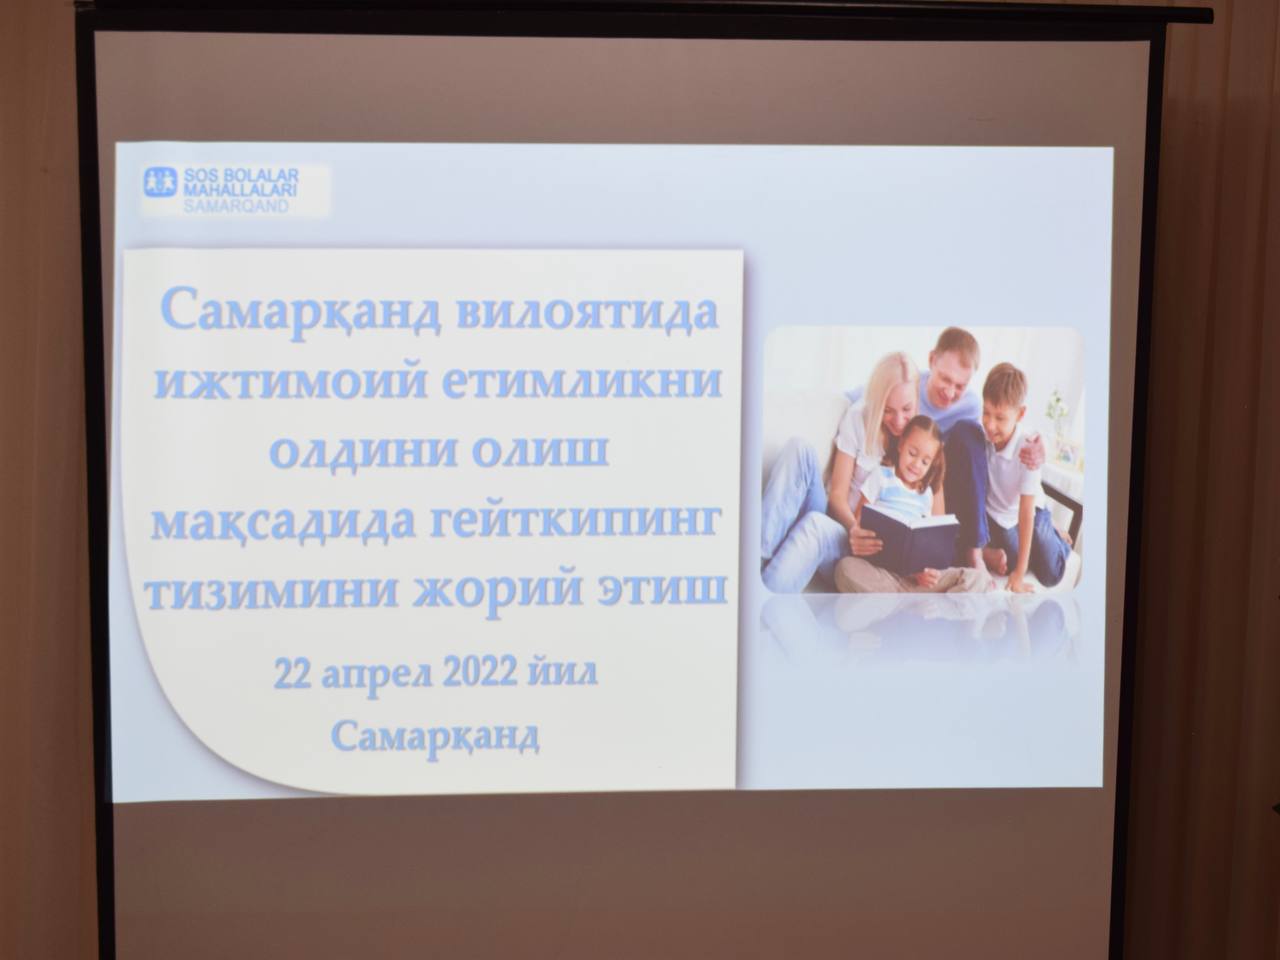 SOS BOLALAR
MAHALLALARI
SAMARQAND
Самарқанд вилоятида
ижтимоий етимликни
олдини олиш
мақсадида гейткипинг
тизимини жорий этиш
22 апрел 2022 йил
Самарқанд